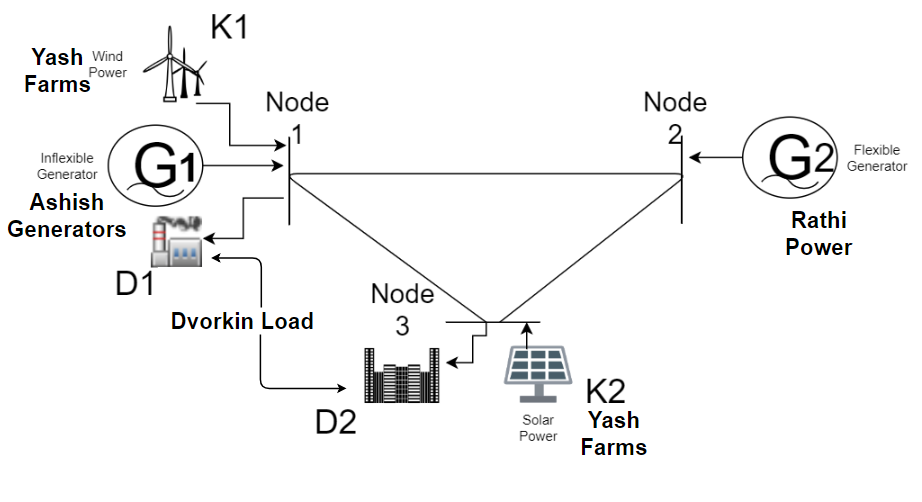 K1
Yash
Farms
Wind
Power
Node
1
Node
2
Inflexible
Generator
G1
Ashish
Generators
G2
Flexible
Generator
Rathi
Power
D1
Dvorkin Load
Node
3
D2
Solar
Power
K2
Yash
Farms